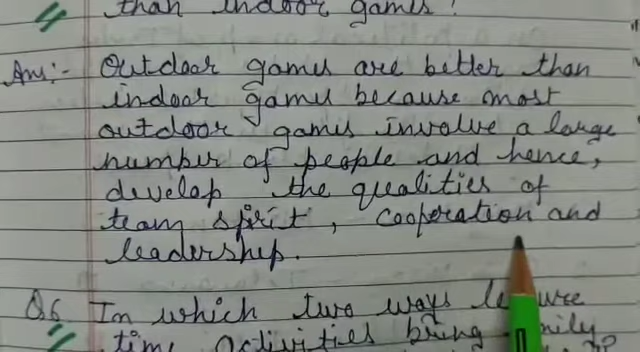 than indoor games?
Ans:- Outdoor games are better than
indoor games because most
outdoor games involve a large
number of people and hence,
develop the qualities of
team spirit, cooperation and
leadership.
Q6 In which two ways
time activities bring